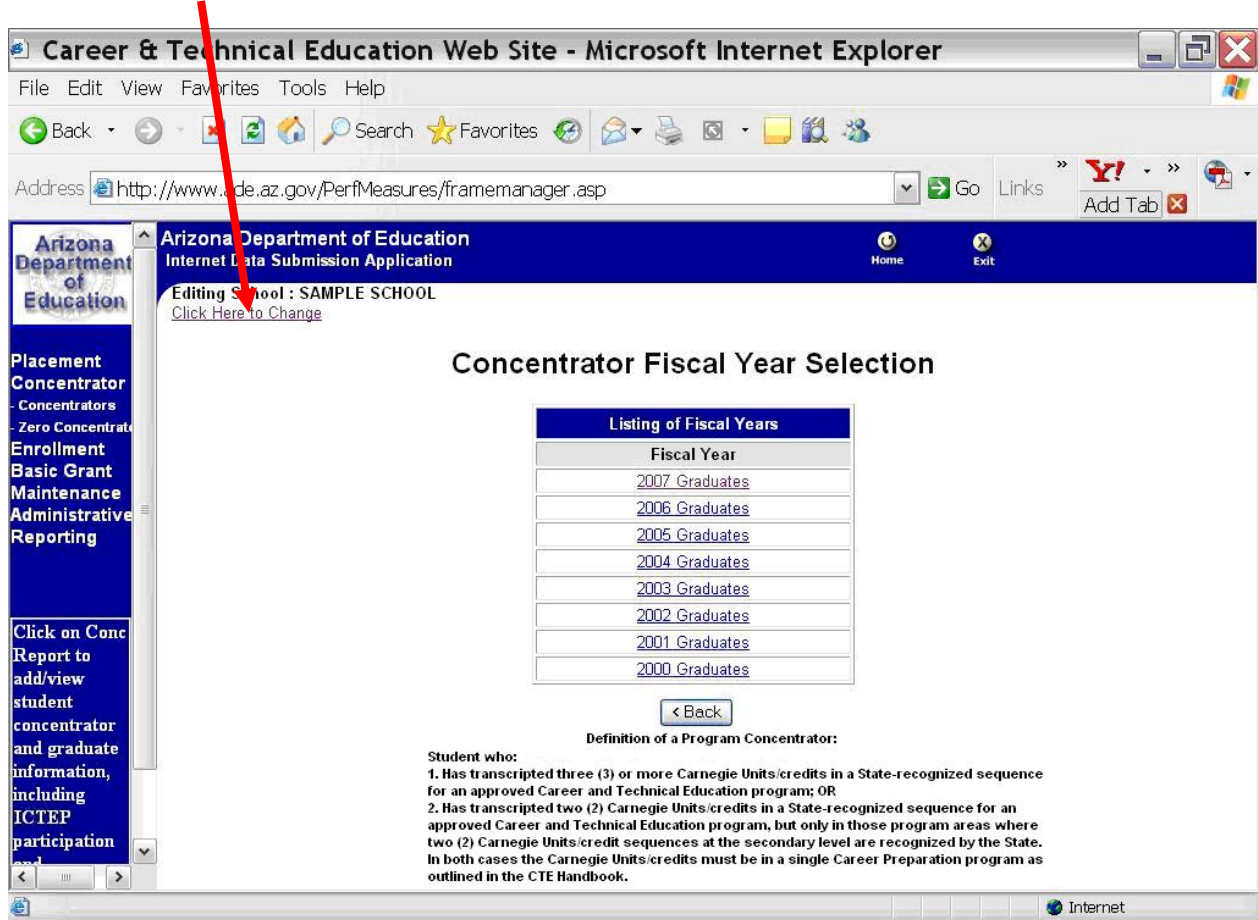 Career & Technical Education Web Site - Microsoft Internet Explorer
File Edit View Favorites Tools Help
Back Search Favorites
Address http://www.ade.az.gov/PerfMeasures/framemanager.asp Go Links » Y! » Add Tab
Arizona
Department
of
Education
Arizona Department of Education
Internet Data Submission Application
Home Exit
Editing School : SAMPLE SCHOOL
Click Here to Change
Placement
Concentrator
- Concentrators
- Zero Concentrat
Enrollment
Basic Grant
Maintenance
Administrative
Reporting
Click on Conc
Report to
add/view
student
concentrator
and graduate
information,
including
ICTEP
participation
Concentrator Fiscal Year Selection
Listing of Fiscal Years
Fiscal Year
2007 Graduates
2006 Graduates
2005 Graduates
2004 Graduates
2003 Graduates
2002 Graduates
2001 Graduates
2000 Graduates
< Back
Definition of a Program Concentrator:
Student who:
1. Has transcripted three (3) or more Carnegie Units/credits in a State-recognized sequence
for an approved Career and Technical Education program; OR
2. Has transcripted two (2) Carnegie Units/credits in a State-recognized sequence for an
approved Career and Technical Education program, but only in those program areas where
two (2) Carnegie Units/credit sequences at the secondary level are recognized by the State.
In both cases the Carnegie Units/credits must be in a single Career Preparation program as
outlined in the CTE Handbook.
Internet